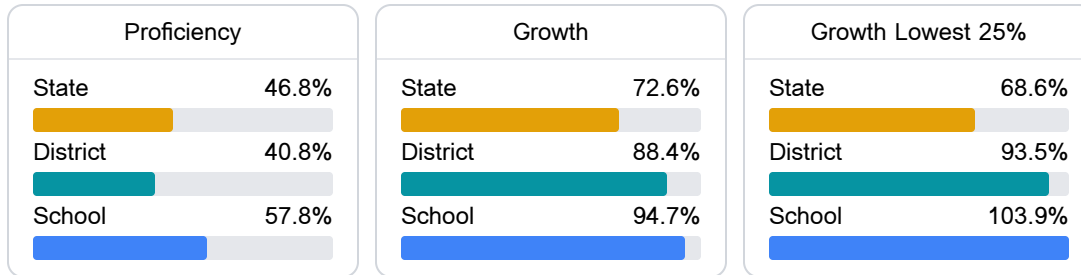 Proficiency
State 46.8%
District 40.8%
School 57.8%
Growth
State 72.6%
District 88.4%
School 94.7%
Growth Lowest 25%
State 68.6%
District 93.5%
School 103.9%